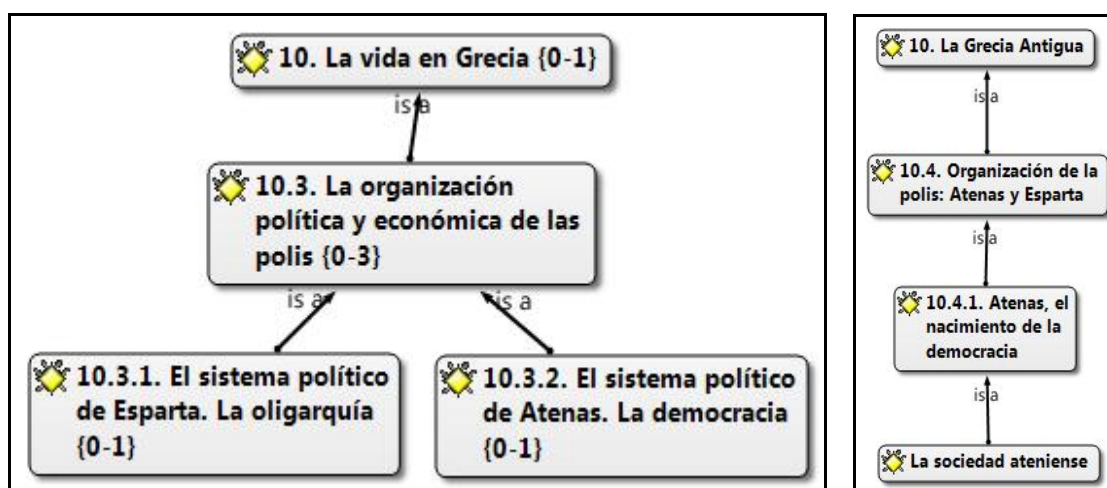 10. La vida en Grecia {0-1}
is a
10.3. La organización
política y económica de las
polis {0-3}
is a
is a
10.3.1. El sistema político
de Esparta. La oligarquía
{0-1}
10.3.2. El sistema político
de Atenas. La democracia
{0-1}
10. La Grecia Antigua
is a
10.4. Organización de la
polis: Atenas y Esparta
is a
10.4.1. Atenas, el
nacimiento de la
democracia
is a
La sociedad ateniense